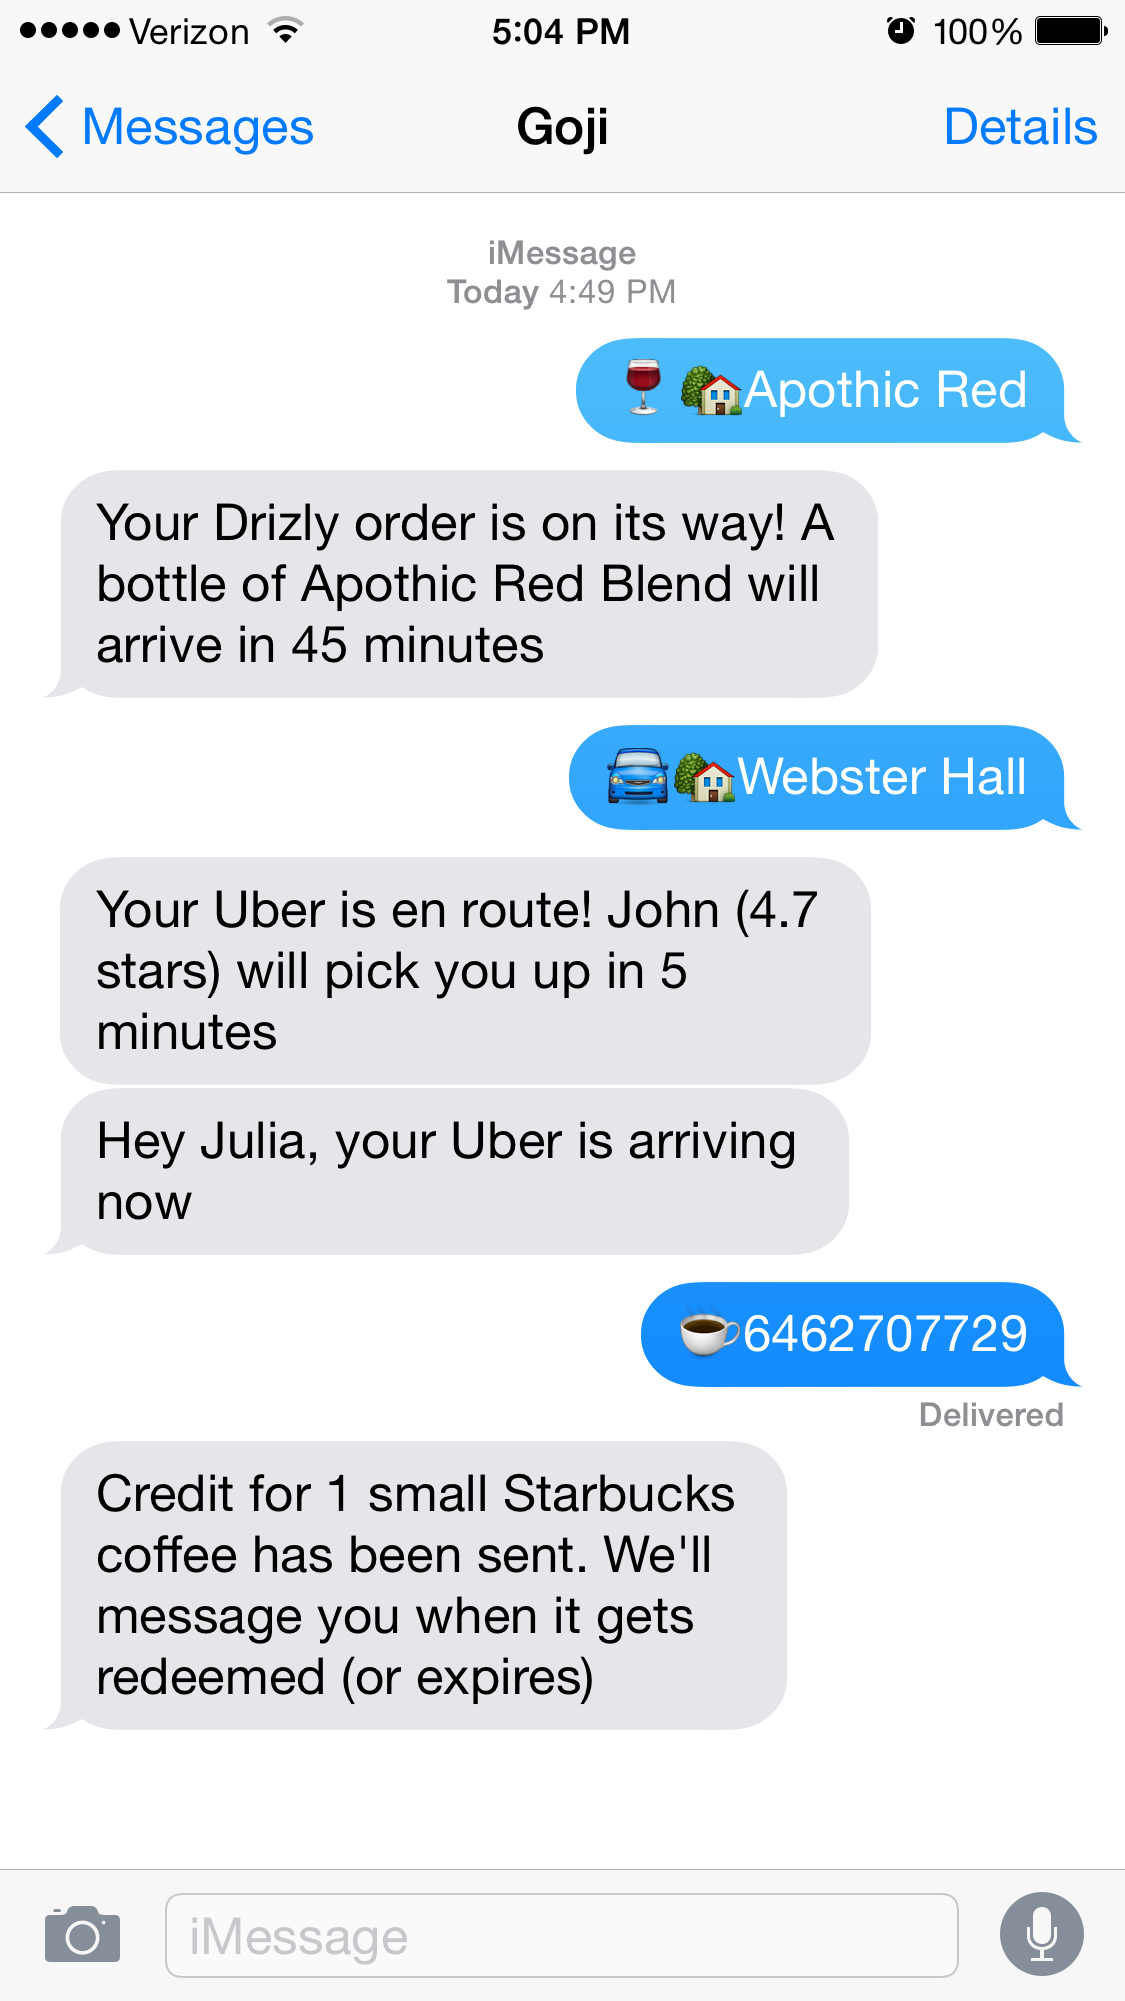 Verizon 5:04 PM 100%
Messages Goji Details
iMessage
Today 4:49 PM
🍷🏡Apothic Red
Your Drizly order is on its way! A
bottle of Apothic Red Blend will
arrive in 45 minutes
🚘🏡Webster Hall
Your Uber is en route! John (4.7
stars) will pick you up in 5
minutes
Hey Julia, your Uber is arriving
now
☕6462707729
Delivered
Credit for 1 small Starbucks
coffee has been sent. We'll
message you when it gets
redeemed (or expires)
iMessage